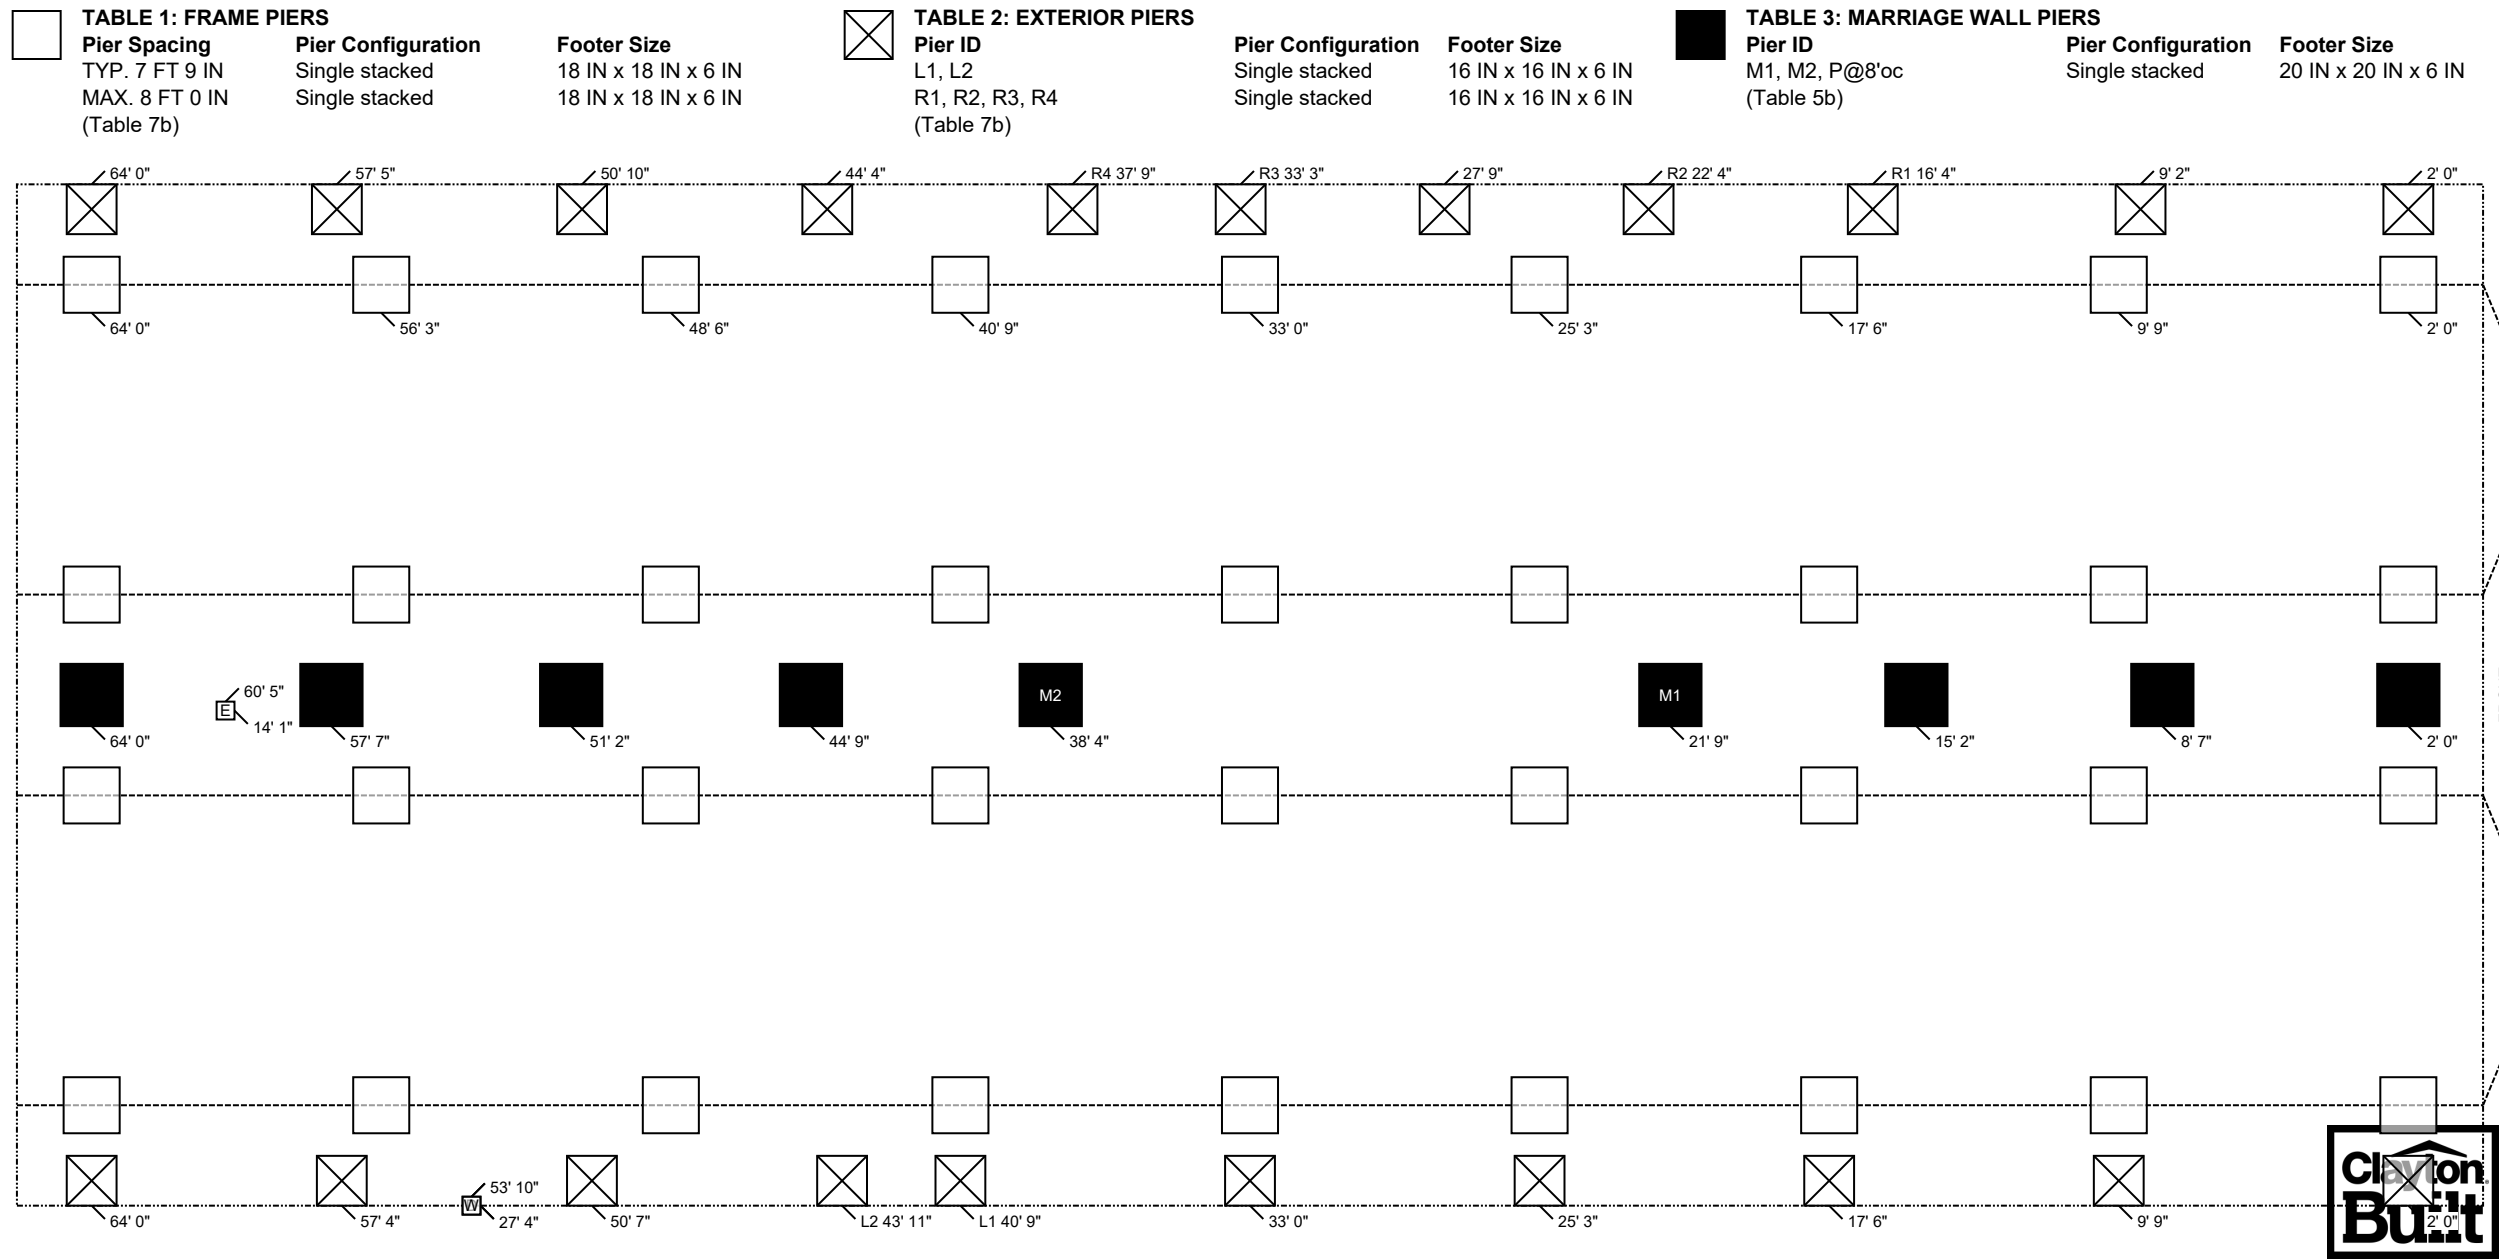 TABLE 1: FRAME PIERS
Pier Spacing Pier Configuration Footer Size
TYP. 7 FT 9 IN Single stacked 18 IN x 18 IN x 6 IN
MAX. 8 FT 0 IN Single stacked 18 IN x 18 IN x 6 IN
(Table 7b)
TABLE 2: EXTERIOR PIERS
Pier ID Pier Configuration Footer Size
L1, L2 Single stacked 16 IN x 16 IN x 6 IN
R1, R2, R3, R4 Single stacked 16 IN x 16 IN x 6 IN
(Table 7b)
TABLE 3: MARRIAGE WALL PIERS
Pier ID Pier Configuration Footer Size
M1, M2, P@8'oc Single stacked 20 IN x 20 IN x 6 IN
(Table 5b)
64' 0" 57' 5" 50' 10" 44' 4" R4 37' 9" R3 33' 3" 27' 9" R2 22' 4" R1 16' 4" 9' 2" 2' 0"
64' 0" 56' 3" 48' 6" 40' 9" 33' 0" 25' 3" 17' 6" 9' 9" 2' 0"
60' 5"
E
14' 1"
M2 M1
64' 0" 57' 7" 51' 2" 44' 9" 38' 4" 21' 9" 15' 2" 8' 7" 2' 0"
53' 10"
W
27' 4"
64' 0" 57' 4" 50' 7" L2 43' 11" L1 40' 9" 33' 0" 25' 3" 17' 6" 9' 9" 2' 0"
Clayton
Built